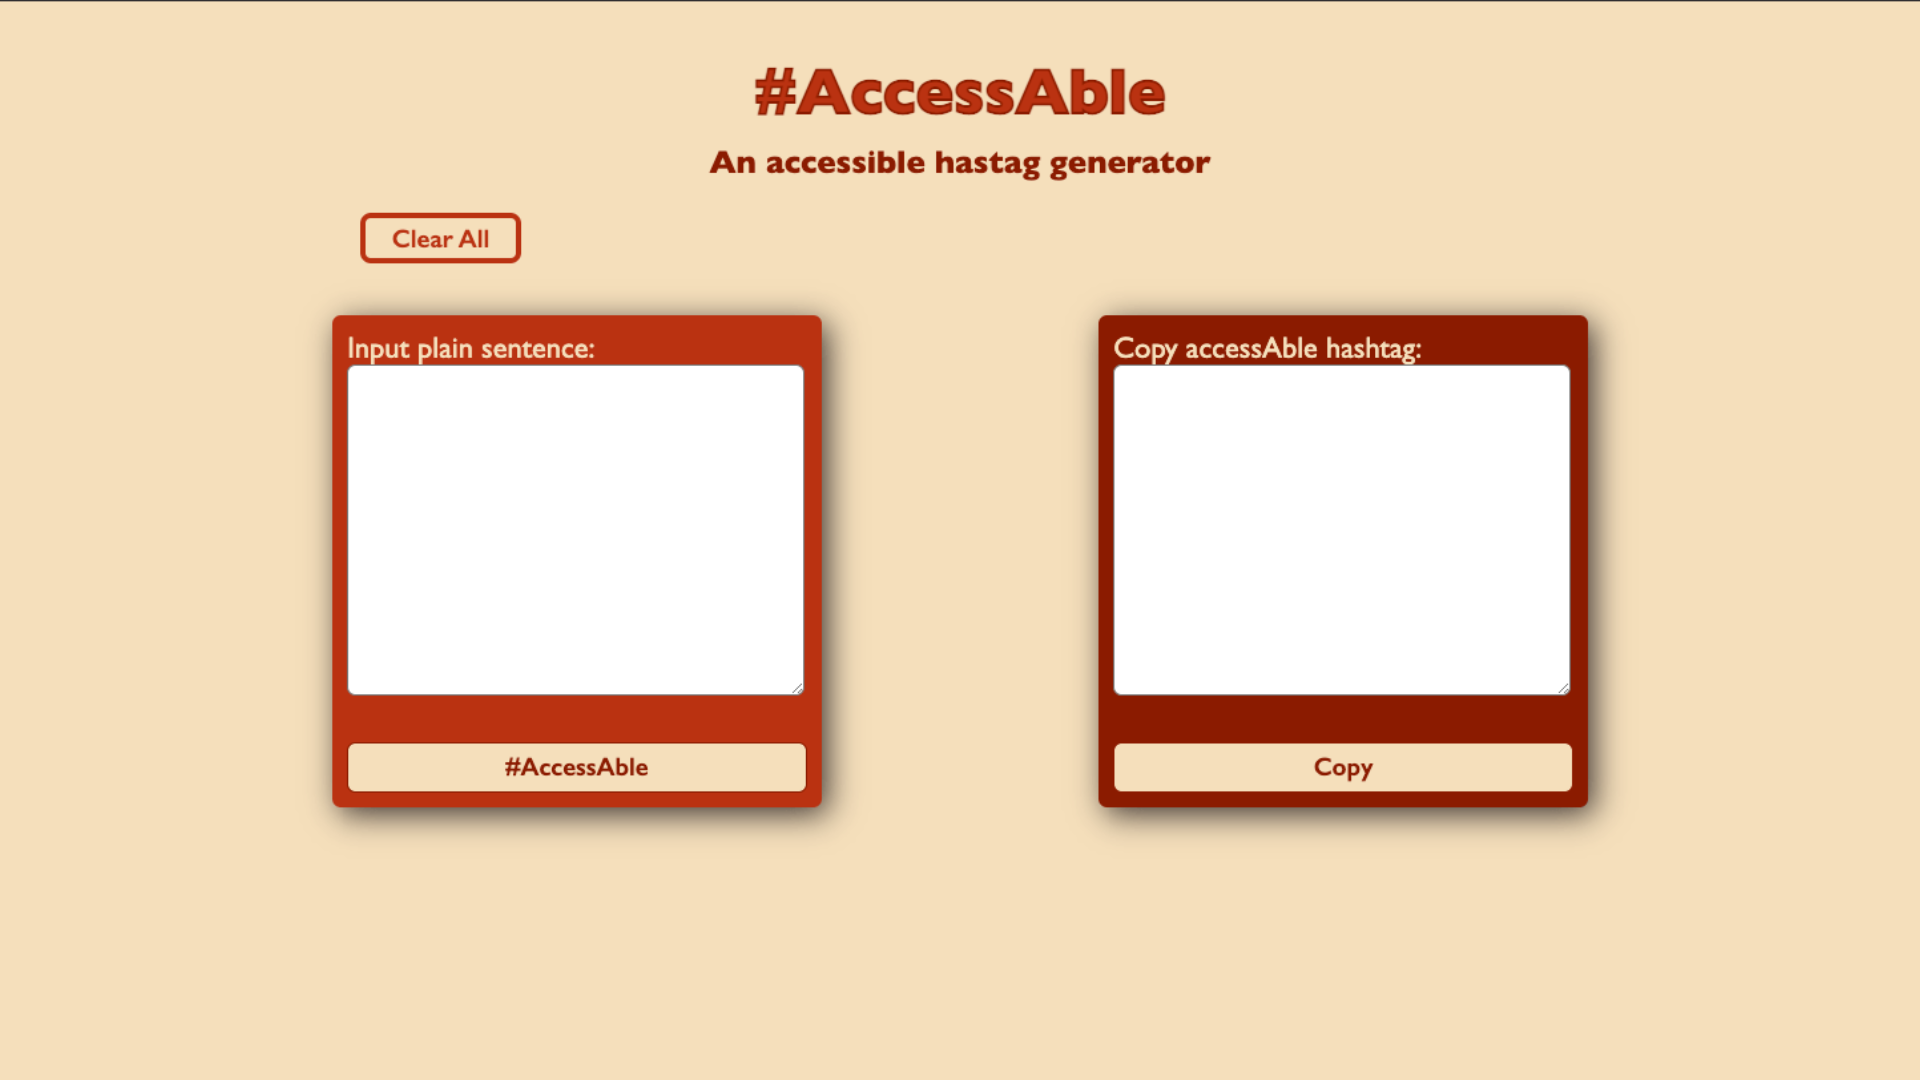 #AccessAble
An accessible hastag generator
Clear All
Input plain sentence:
#AccessAble
Copy accessAble hashtag:
Copy